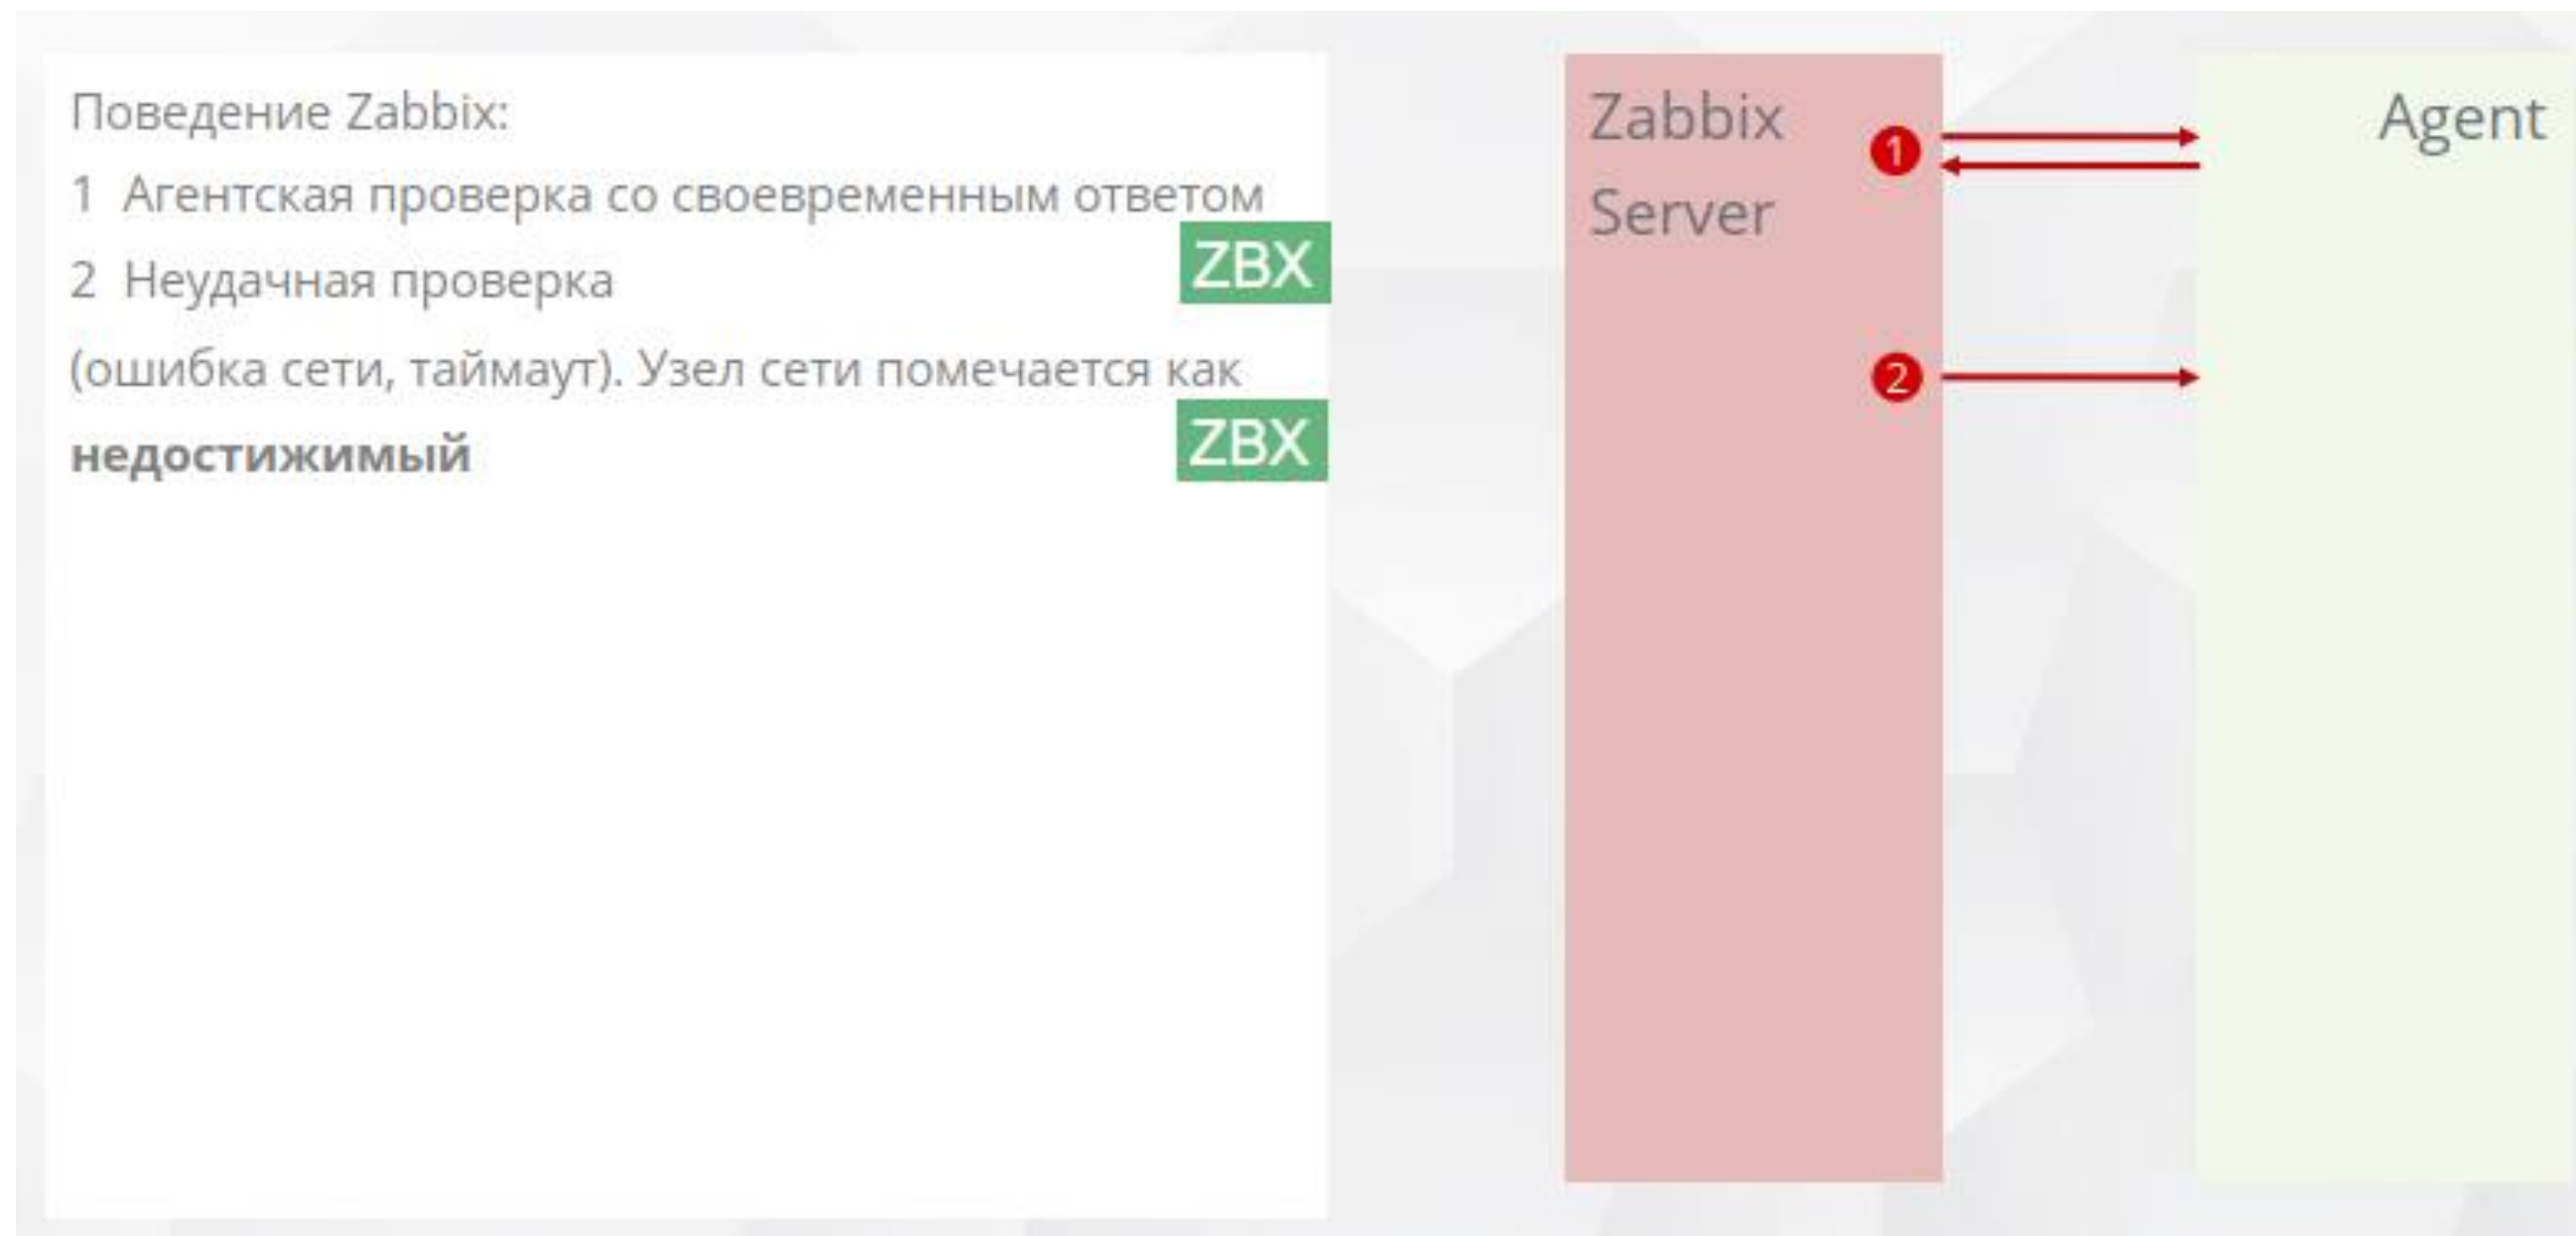 Поведение Zabbix:
1 Агентская проверка со своевременным ответом
ZBX
2 Неудачная проверка
(ошибка сети, таймаут). Узел сети помечается как
недостижимый
ZBX
Zabbix
Server
1
2
Agent